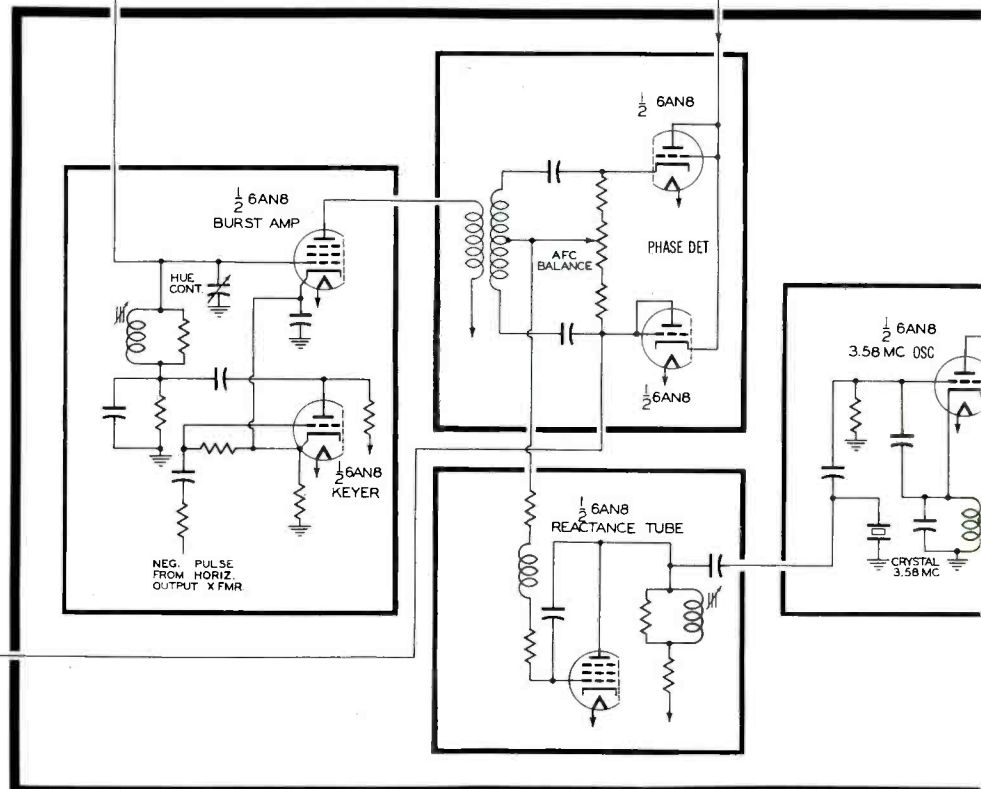 1/2 6AN8
BURST AMP
HUE
CONT.
1/2 6AN8
KEYER
NEG. PULSE
FROM HORIZ.
OUTPUT X FMR.
1/2 6AN8
AFC
BALANCE
PHASE DET
1/2 6AN8
1/2 6AN8
REACTANCE TUBE
1/2 6AN8
3.58 MC OSC
CRYSTAL
3.58 MC